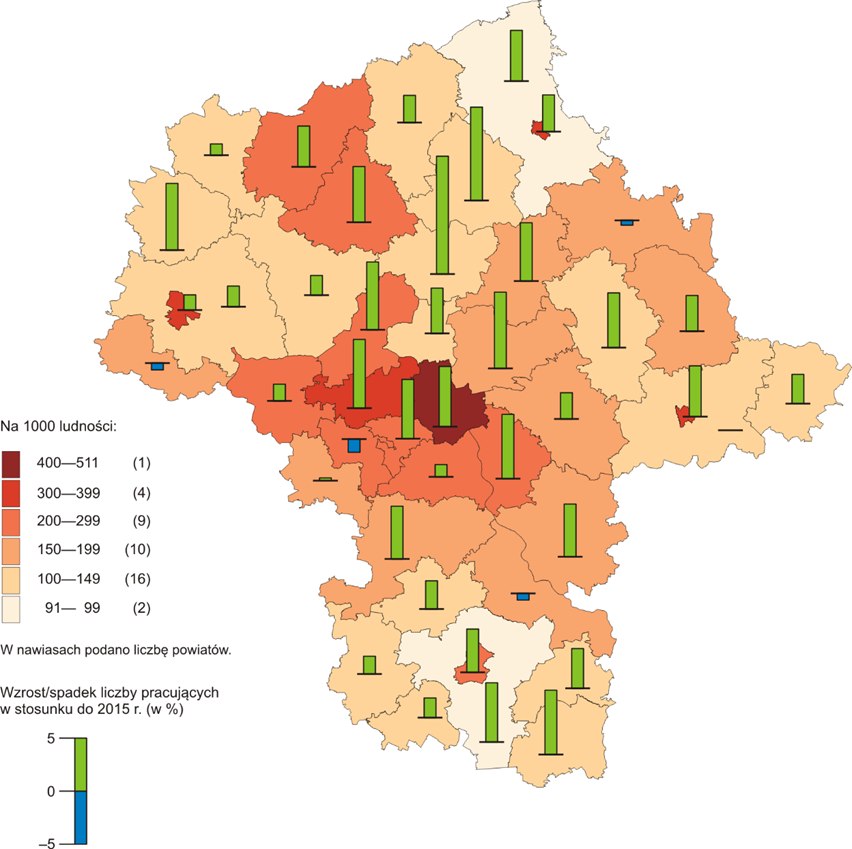 Na 1000 ludności:
400—511 (1)
300—399 (4)
200—299 (9)
150—199 (10)
100—149 (16)
91— 99 (2)
W nawiasach podano liczbę powiatów.
Wzrost/spadek liczby pracujących
w stosunku do 2015 r. (w %)
5
0
–5